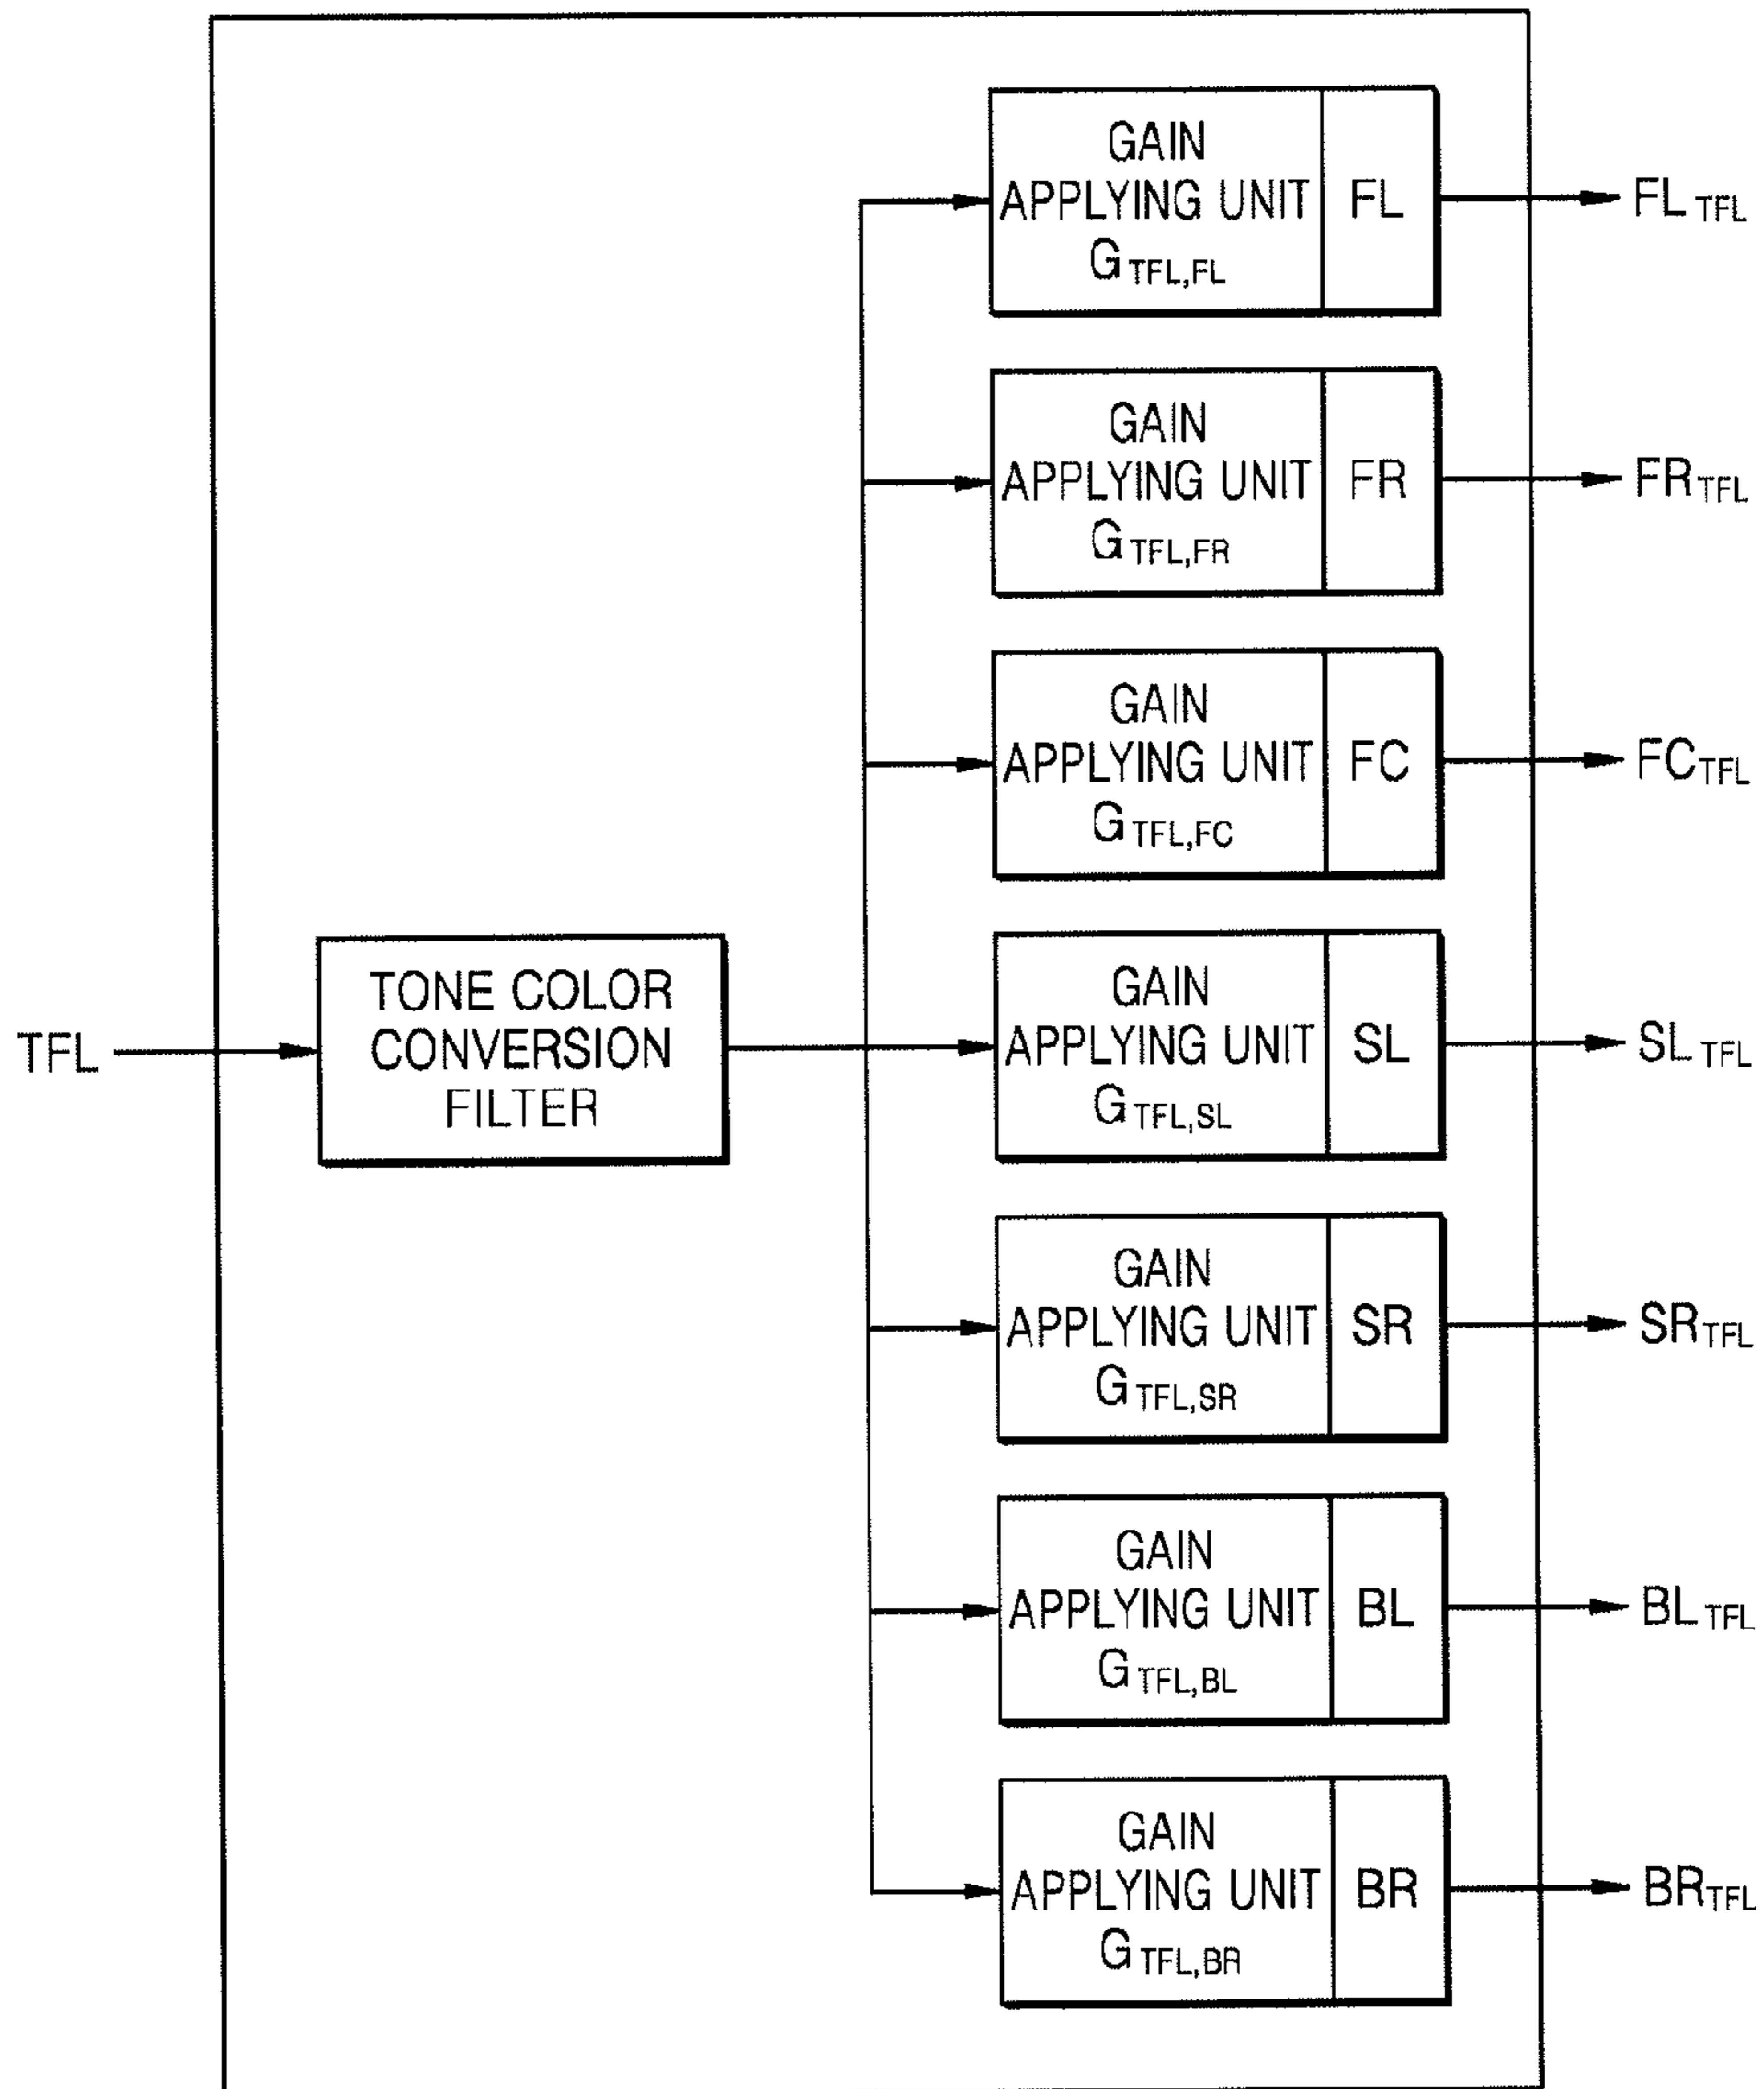 GAIN
APPLYING UNIT
G TFL,FL
FL
FL TFL
GAIN
APPLYING UNIT
G TFL,FR
FR
FR TFL
GAIN
APPLYING UNIT
G TFL,FC
FC
FC TFL
TFL
TONE COLOR
CONVERSION
FILTER
GAIN
APPLYING UNIT
G TFL,SL
SL
SL TFL
GAIN
APPLYING UNIT
G TFL,SR
SR
SR TFL
GAIN
APPLYING UNIT
G TFL,BL
BL
BL TFL
GAIN
APPLYING UNIT
G TFL,BR
BR
BR TFL